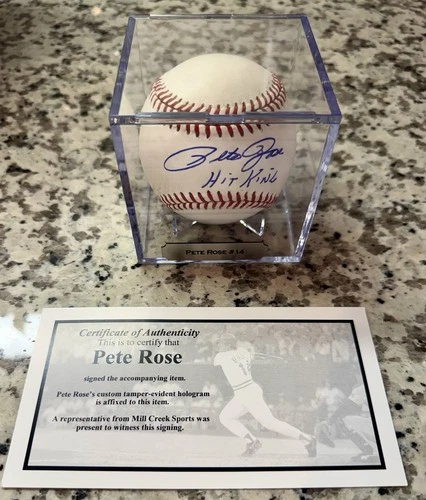 Pete Rose
HIT KING
PETE ROSE #14
Certificate of Authenticity
This is to certify that
Pete Rose
signed the accompanying item.
Pete Rose's custom tamper-evident hologram
is affixed to this item.
A representative from Mill Creek Sports was
present to witness this signing.